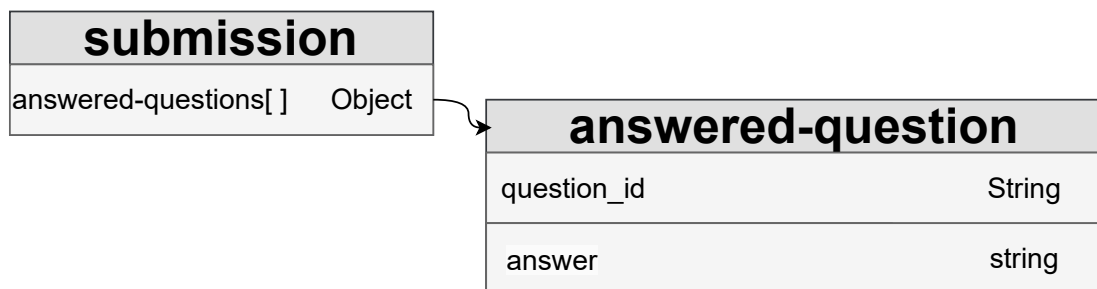 submission
answered-questions[ ] Object
answered-question
question_id String
answer string